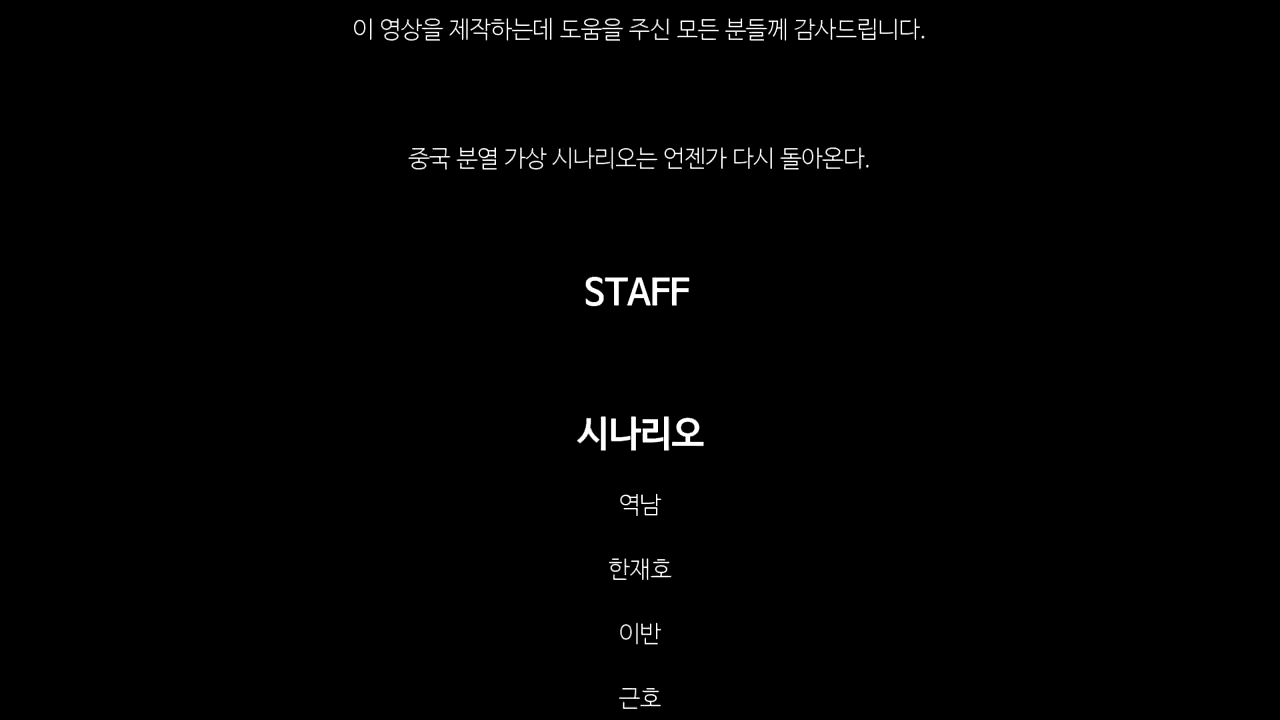 이 영상을 제작하는데 도움을 주신 모든 분들께 감사드립니다.
중국 분열 가상 시나리오는 언젠가 다시 돌아온다.
STAFF
시나리오
역남
한재호
이반
근호